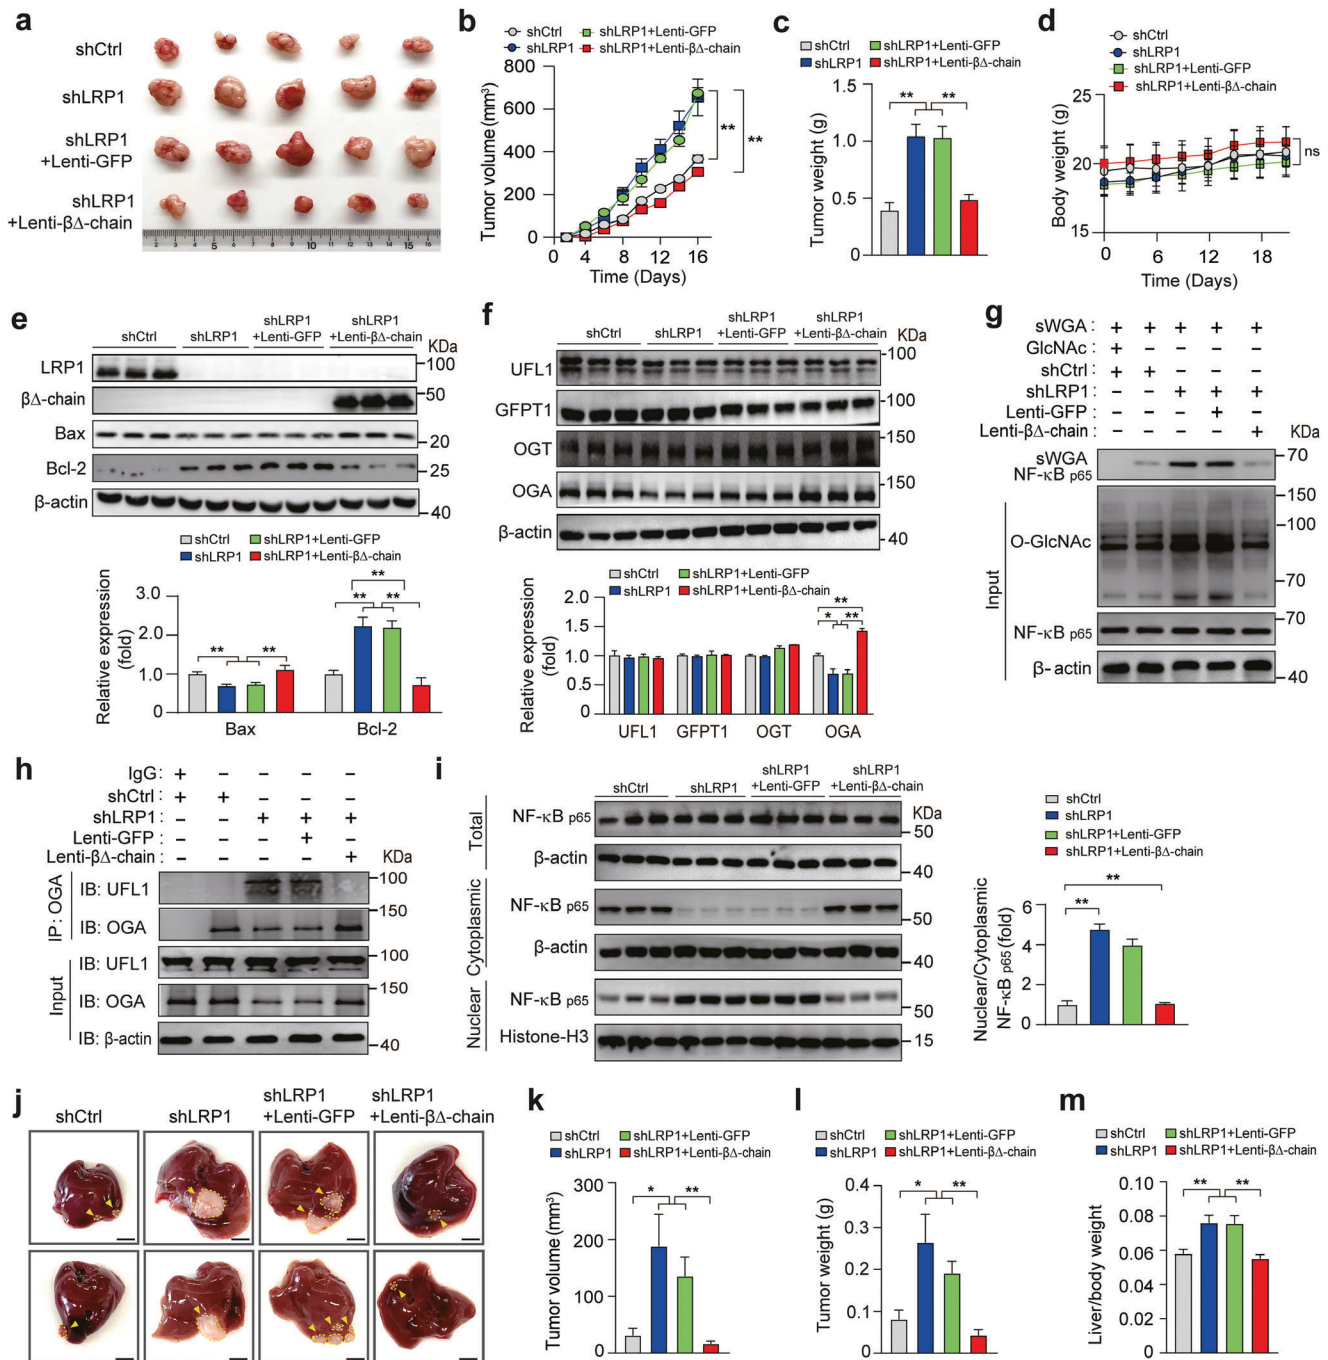 a
shCtrl
shLRP1
shLRP1
+Lenti-GFP
shLRP1
+Lenti-βΔ-chain
2 3 4 5 6 7 8 9 10 11 12 13 14 15 16
b
shCtrl shLRP1+Lenti-GFP
shLRP1 shLRP1+Lenti-βΔ-chain
Tumor volume (mm³)
800
600
400
200
0
0 4 8 12 16
Time (Days)
**
**
c
shCtrl
shLRP1+Lenti-GFP
shLRP1 shLRP1+Lenti-βΔ-chain
Tumor weight (g)
1.5
1.0
0.5
0
** **
d
shCtrl
shLRP1
shLRP1+Lenti-GFP
shLRP1+Lenti-βΔ-chain
Body weight (g)
25
20
15
0 6 12 18
Time (Days)
ns
e
shCtrl shLRP1 shLRP1 +Lenti-GFP shLRP1 +Lenti-βΔ-chain
KDa
LRP1 100
βΔ-chain 50
Bax 20
Bcl-2 25
β-actin 40
shCtrl shLRP1+Lenti-GFP
shLRP1 shLRP1+Lenti-βΔ-chain
Relative expression (fold)
3.0
2.0
1.0
0
** ** ** ** **
Bax Bcl-2
f
shCtrl shLRP1 shLRP1 +Lenti-GFP shLRP1 +Lenti-βΔ-chain
KDa
UFL1 100
GFPT1 100
OGT 150
OGA 150
β-actin 40
shCtrl shLRP1+Lenti-GFP
shLRP1 shLRP1+Lenti-βΔ-chain
Relative expression (fold)
2.0
1.5
1.0
0.5
0
**
* **
UFL1 GFPT1 OGT OGA
g
sWGA : + + + + +
GlcNAc : + − − − −
shCtrl : + + − − −
shLRP1 : − − + + +
Lenti-GFP : − − − + −
Lenti-βΔ-chain : − − − − +
KDa
sWGA
NF-κB p65
70
Input
O-GlcNAc
150
100
70
NF-κB p65 70
β- actin 40
h
IgG : + − − − −
shCtrl : + + − − −
shLRP1 : − − + + +
Lenti-GFP : − − − + −
Lenti-βΔ-chain : − − − − +
KDa
IP: OGA
IB: UFL1 100
IB: OGA 150
Input
IB: UFL1 100
IB: OGA 150
IB: β-actin 40
i
shCtrl shLRP1 shLRP1 +Lenti-GFP shLRP1 +Lenti-βΔ-chain
KDa
Total
NF-κB p65 50
β-actin 40
Cytoplasmic
NF-κB p65 50
β-actin 40
Nuclear
NF-κB p65 50
Histone-H3 15
shCtrl
shLRP1
shLRP1+Lenti-GFP
shLRP1+Lenti-βΔ-chain
Nuclear/Cytoplasmic
NF-κB p65 (fold)
6
4
2
0
**
**
j
shCtrl shLRP1 shLRP1 +Lenti-GFP shLRP1 +Lenti-βΔ-chain
k
shCtrl shLRP1+Lenti-GFP
shLRP1 shLRP1+Lenti-βΔ-chain
Tumor volume (mm³)
300
200
100
0
* **
l
shCtrl shLRP1+Lenti-GFP
shLRP1 shLRP1+Lenti-βΔ-chain
Tumor weight (g)
0.4
0.3
0.2
0.1
0
* **
m
shCtrl shLRP1+Lenti-GFP
shLRP1 shLRP1+Lenti-βΔ-chain
Liver/body weight
0.10
0.08
0.06
0.04
0.02
0.00
** **